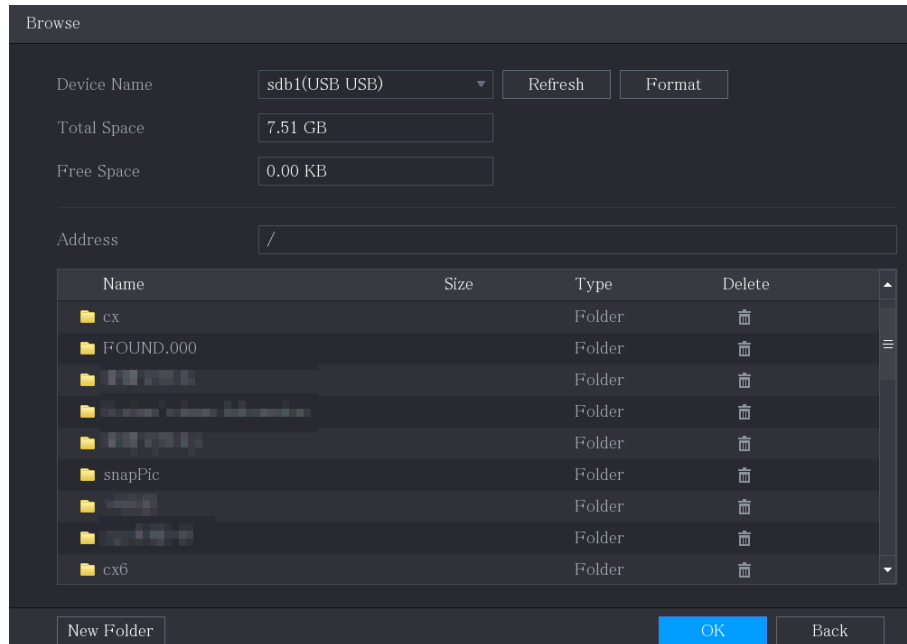 Browse
Device Name sdb1(USB USB) Refresh Format
Total Space 7.51 GB
Free Space 0.00 KB
Address /
Name Size Type Delete
cx Folder
FOUND.000 Folder
Folder
Folder
Folder
snapPic Folder
Folder
Folder
cx6 Folder
New Folder OK Back